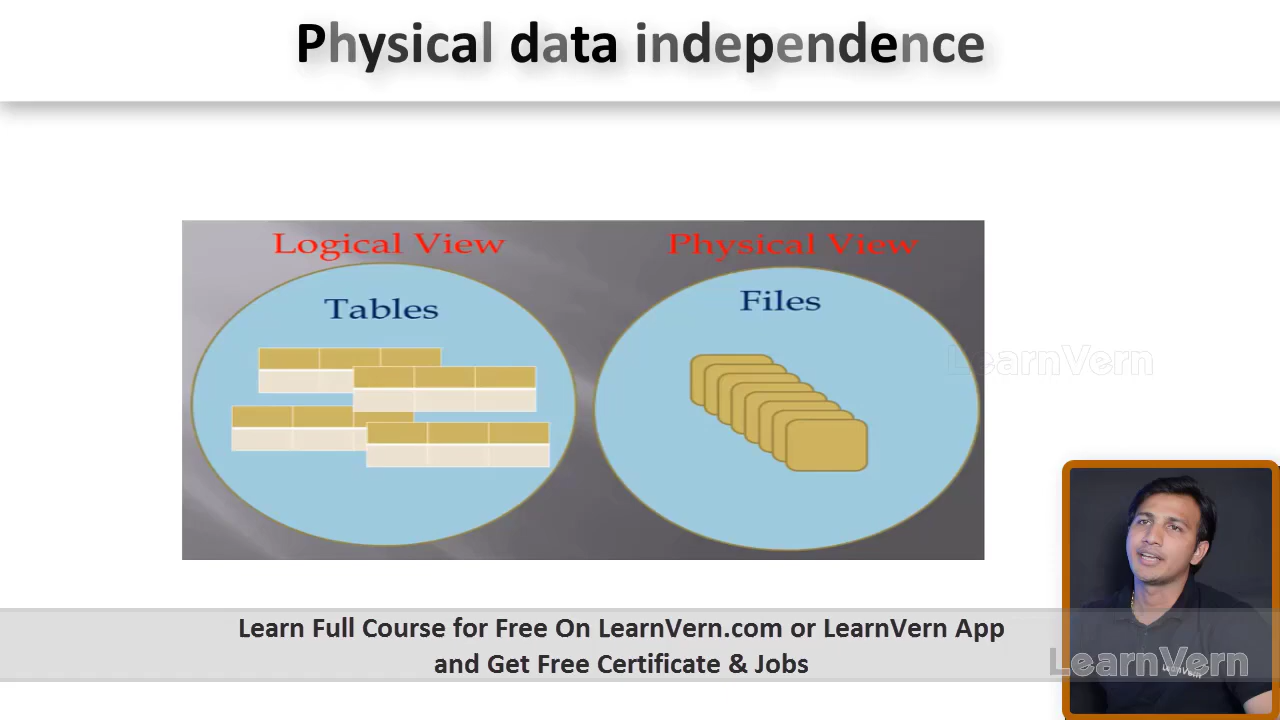 Physical data independence
Logical View
Physical View
Tables
Files
LearnVern
Learn Full Course for Free On LearnVern.com or LearnVern App
and Get Free Certificate & Jobs
LearnVern
LearnVern